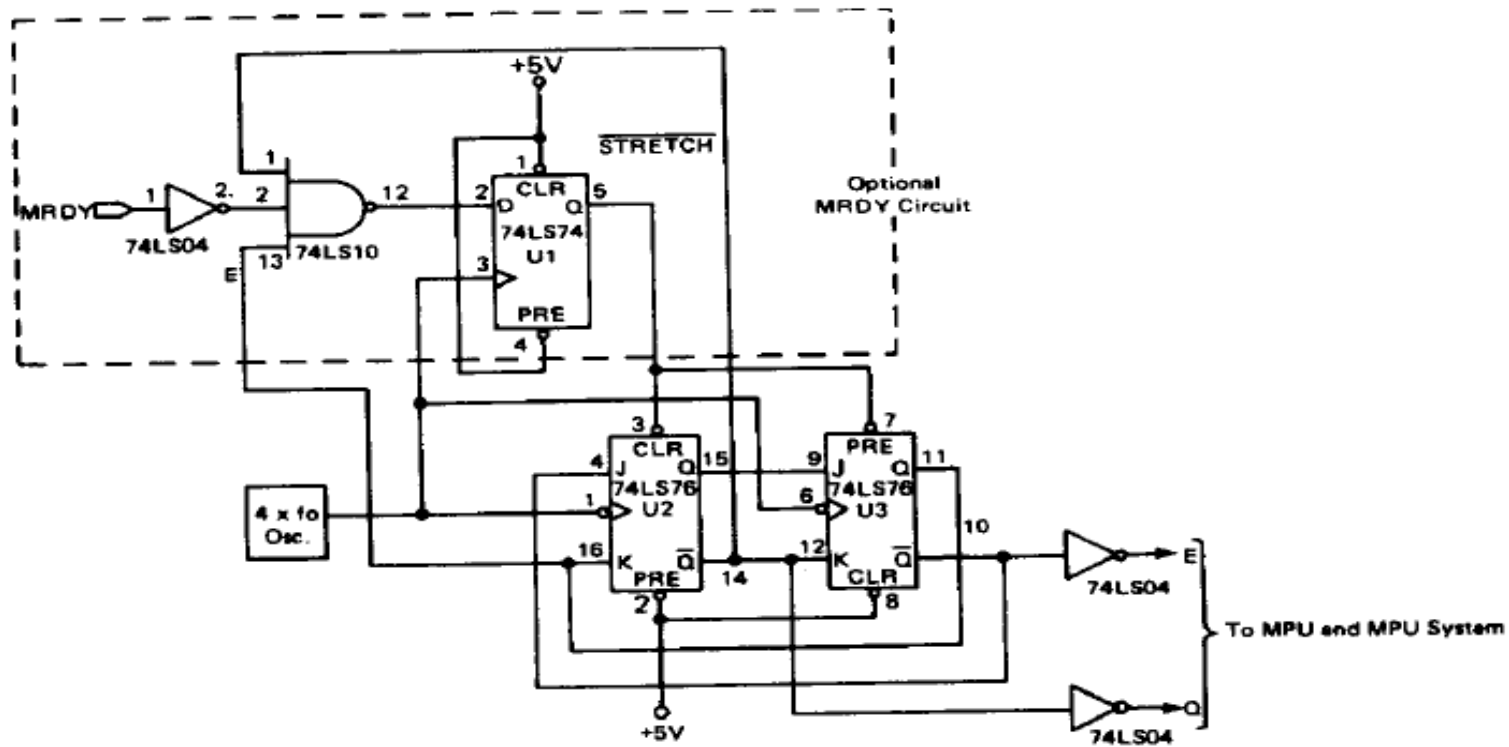 +5V
STRETCH
Optional
MRDY Circuit
1
1
CLR
5
MRDY
1
2.
2
12
2
D
Q
74LS04
74LS10
74LS74
U1
13
E
3
PRE
4
3
CLR
7
PRE
4
J
Q
15
9
J
Q
11
74LS76
74LS76
4 x fo
Osc.
1
U2
6
U3
10
16
K
Q
14
12
K
Q
E
PRE
CLR
74LS04
2
8
To MPU and MPU System
+5V
Q
74LS04